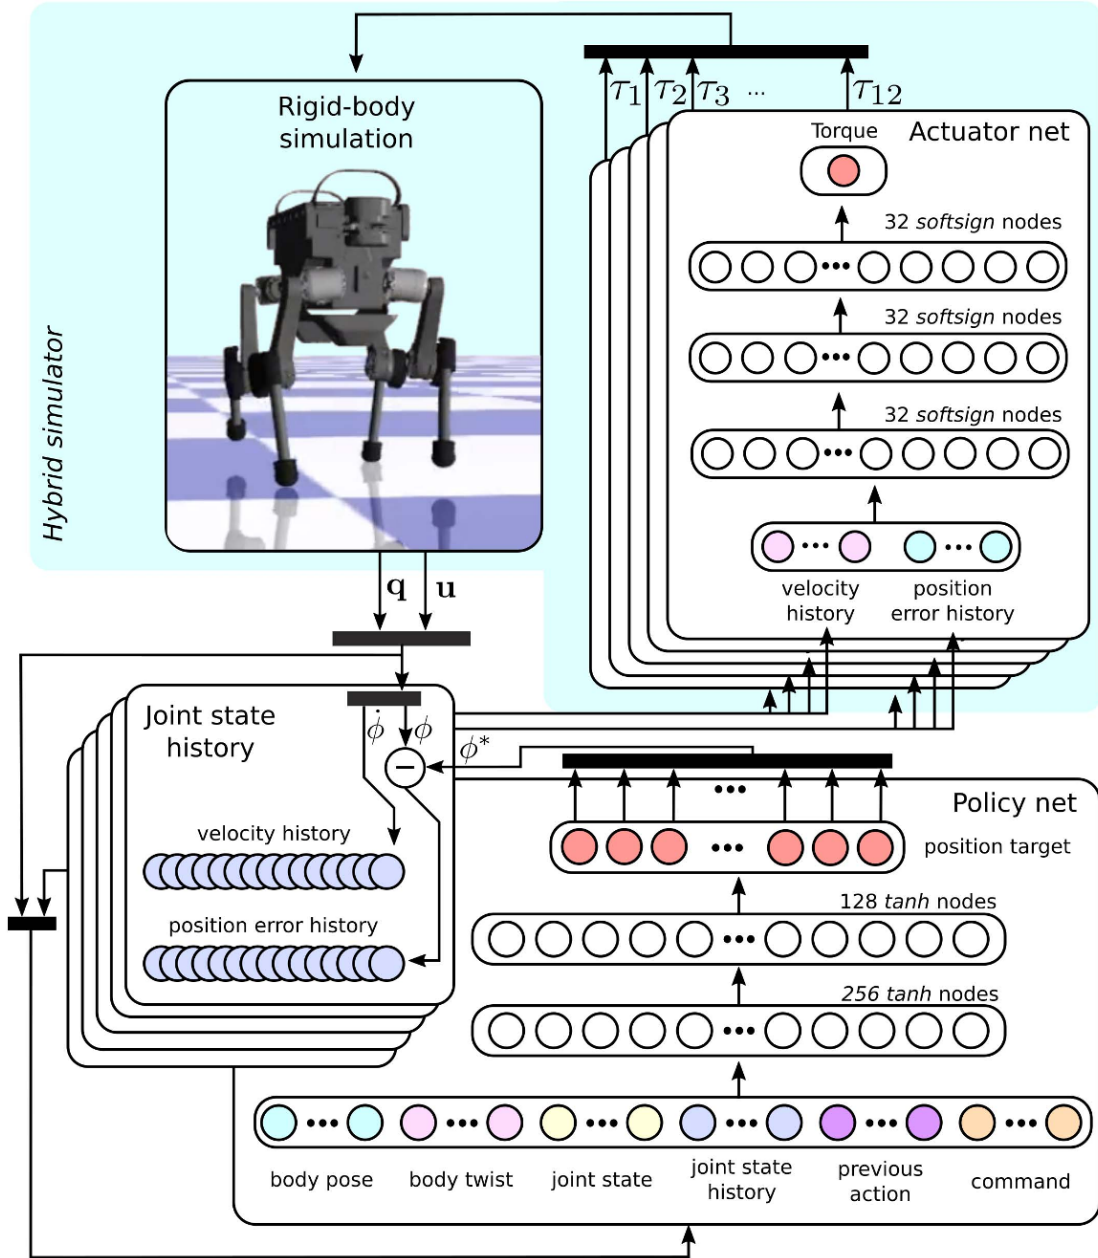 Hybrid simulator
Rigid-body
simulation
τ1 τ2 τ3 ... τ12
Actuator net
Torque
32 softsign nodes
32 softsign nodes
32 softsign nodes
velocity
history
position
error history
q u
Joint state
history
ϕ̇ ϕ ϕ*
−
velocity history
position error history
Policy net
position target
128 tanh nodes
256 tanh nodes
body pose
body twist
joint state
joint state
history
previous
action
command